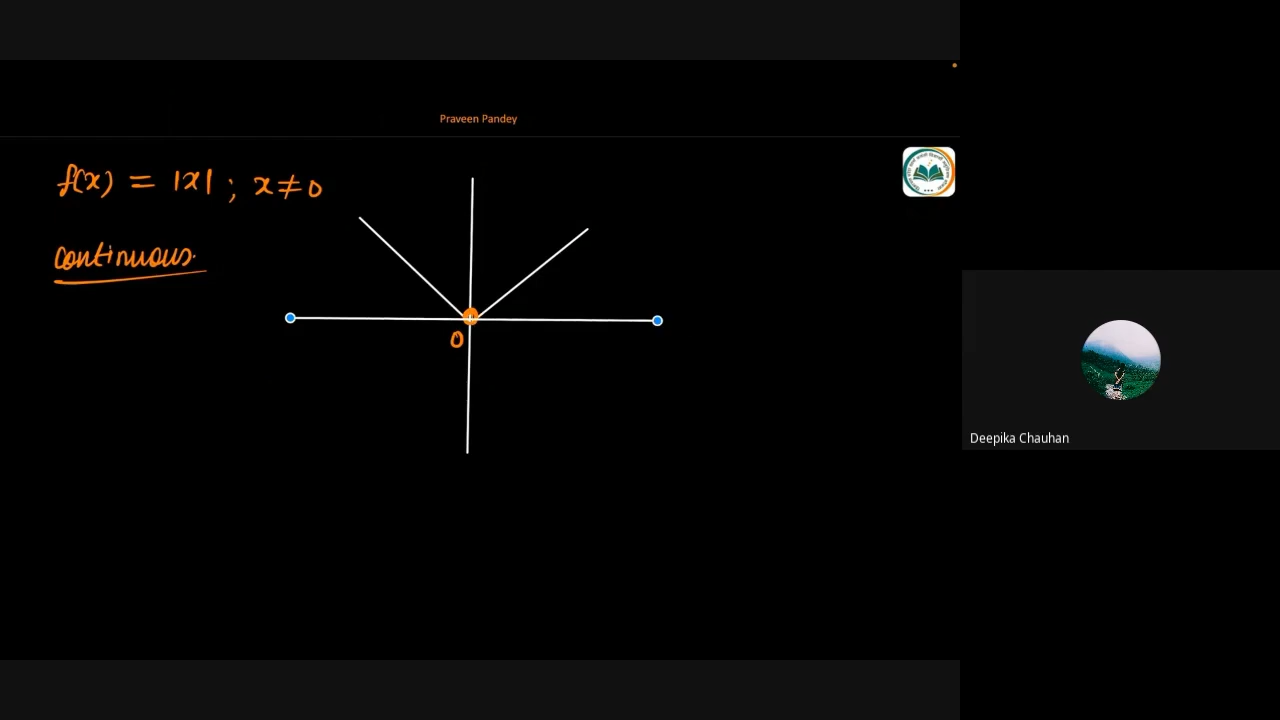 Praveen Pandey
f(x) = |x| ; x ≠ 0
continuous.
0
Deepika Chauhan